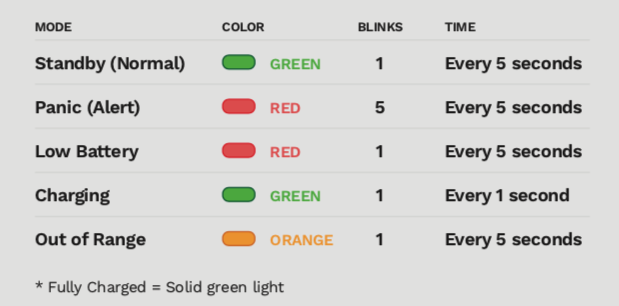 MODE COLOR BLINKS TIME
Standby (Normal) GREEN 1 Every 5 seconds
Panic (Alert) RED 5 Every 5 seconds
Low Battery RED 1 Every 5 seconds
Charging GREEN 1 Every 1 second
Out of Range ORANGE 1 Every 5 seconds
* Fully Charged = Solid green light